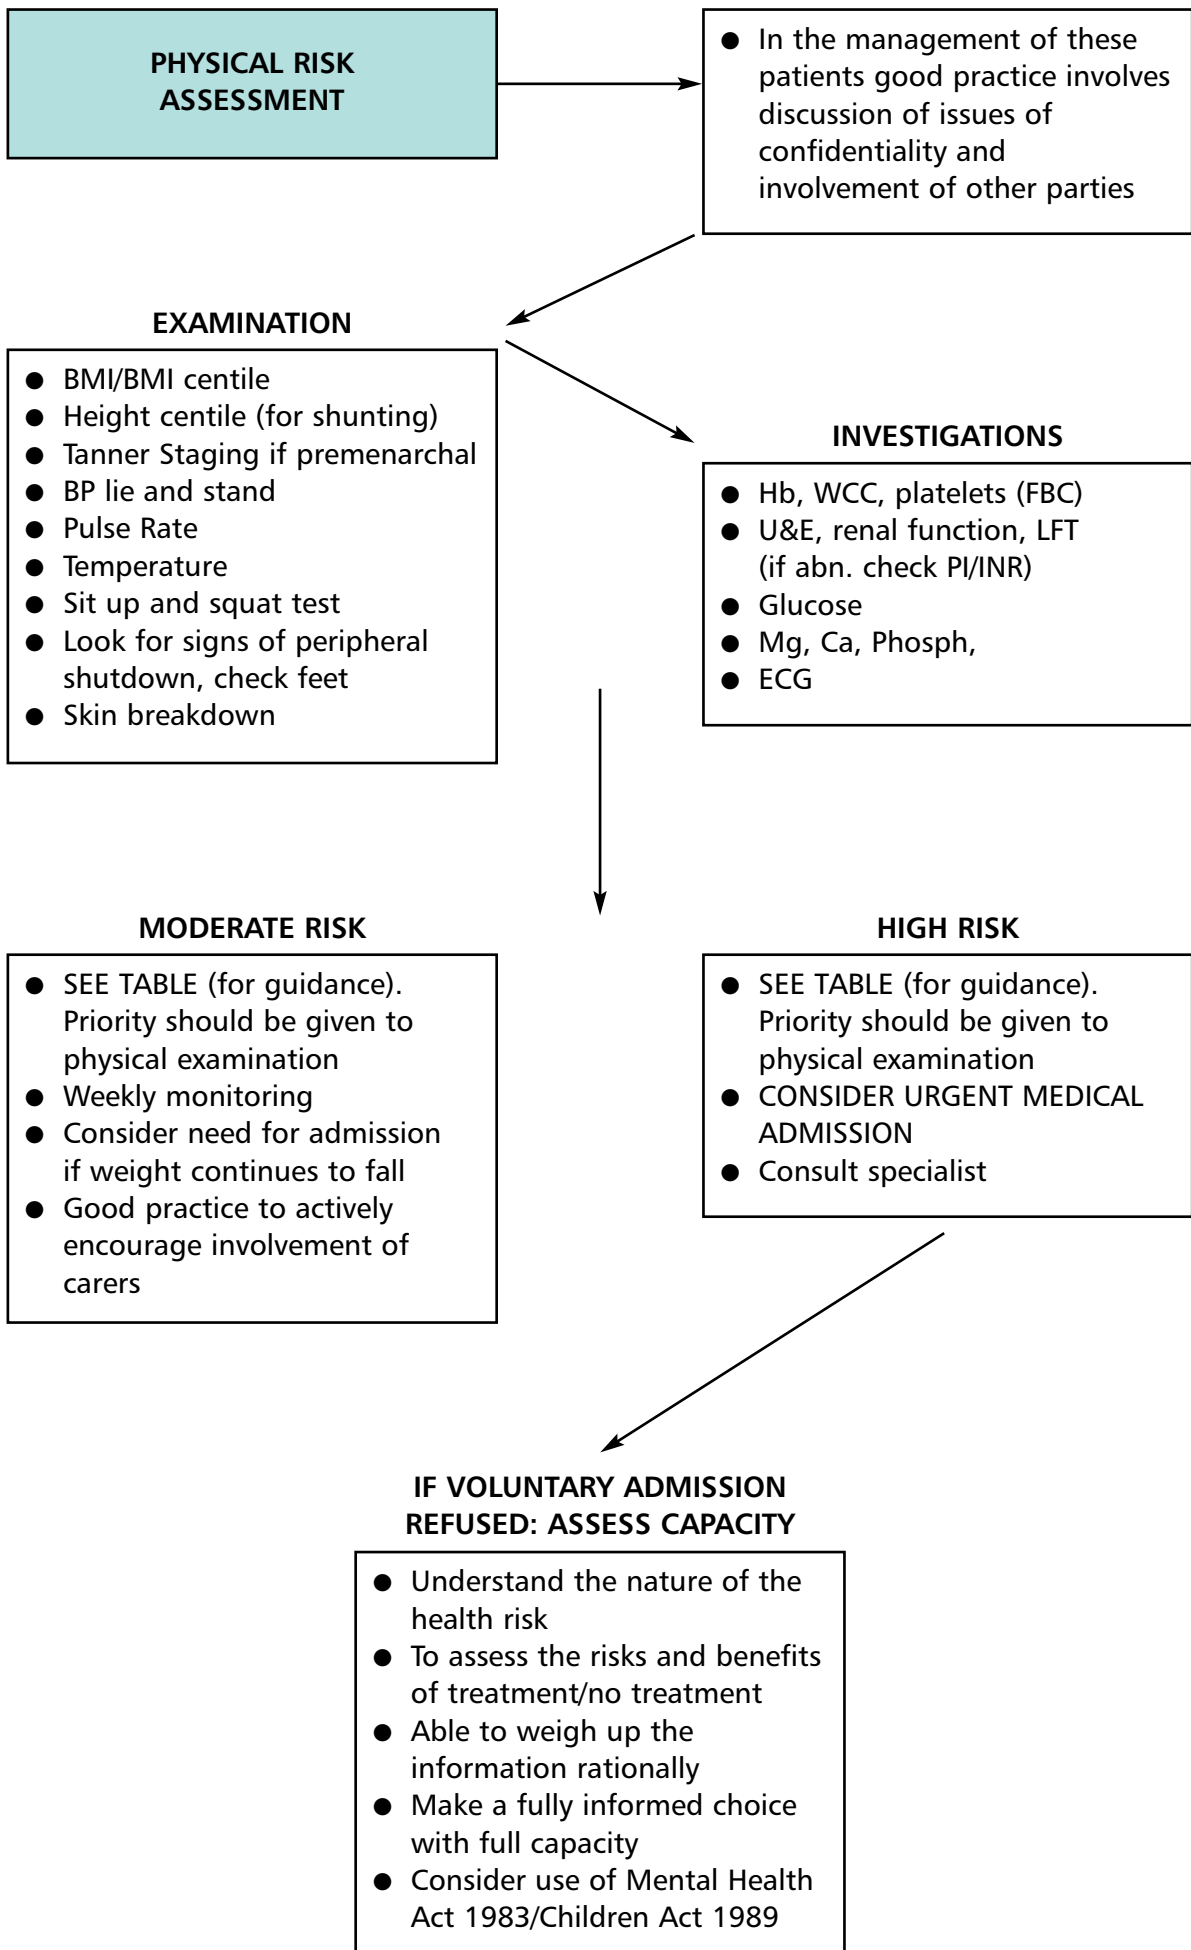 PHYSICAL RISK
ASSESSMENT
● In the management of these
patients good practice involves
discussion of issues of
confidentiality and
involvement of other parties
EXAMINATION
● BMI/BMI centile
● Height centile (for shunting)
● Tanner Staging if premenarchal
● BP lie and stand
● Pulse Rate
● Temperature
● Sit up and squat test
● Look for signs of peripheral
shutdown, check feet
● Skin breakdown
INVESTIGATIONS
● Hb, WCC, platelets (FBC)
● U&E, renal function, LFT
(if abn. check PI/INR)
● Glucose
● Mg, Ca, Phosph,
● ECG
MODERATE RISK
● SEE TABLE (for guidance).
Priority should be given to
physical examination
● Weekly monitoring
● Consider need for admission
if weight continues to fall
● Good practice to actively
encourage involvement of
carers
HIGH RISK
● SEE TABLE (for guidance).
Priority should be given to
physical examination
● CONSIDER URGENT MEDICAL
ADMISSION
● Consult specialist
IF VOLUNTARY ADMISSION
REFUSED: ASSESS CAPACITY
● Understand the nature of the
health risk
● To assess the risks and benefits
of treatment/no treatment
● Able to weigh up the
information rationally
● Make a fully informed choice
with full capacity
● Consider use of Mental Health
Act 1983/Children Act 1989